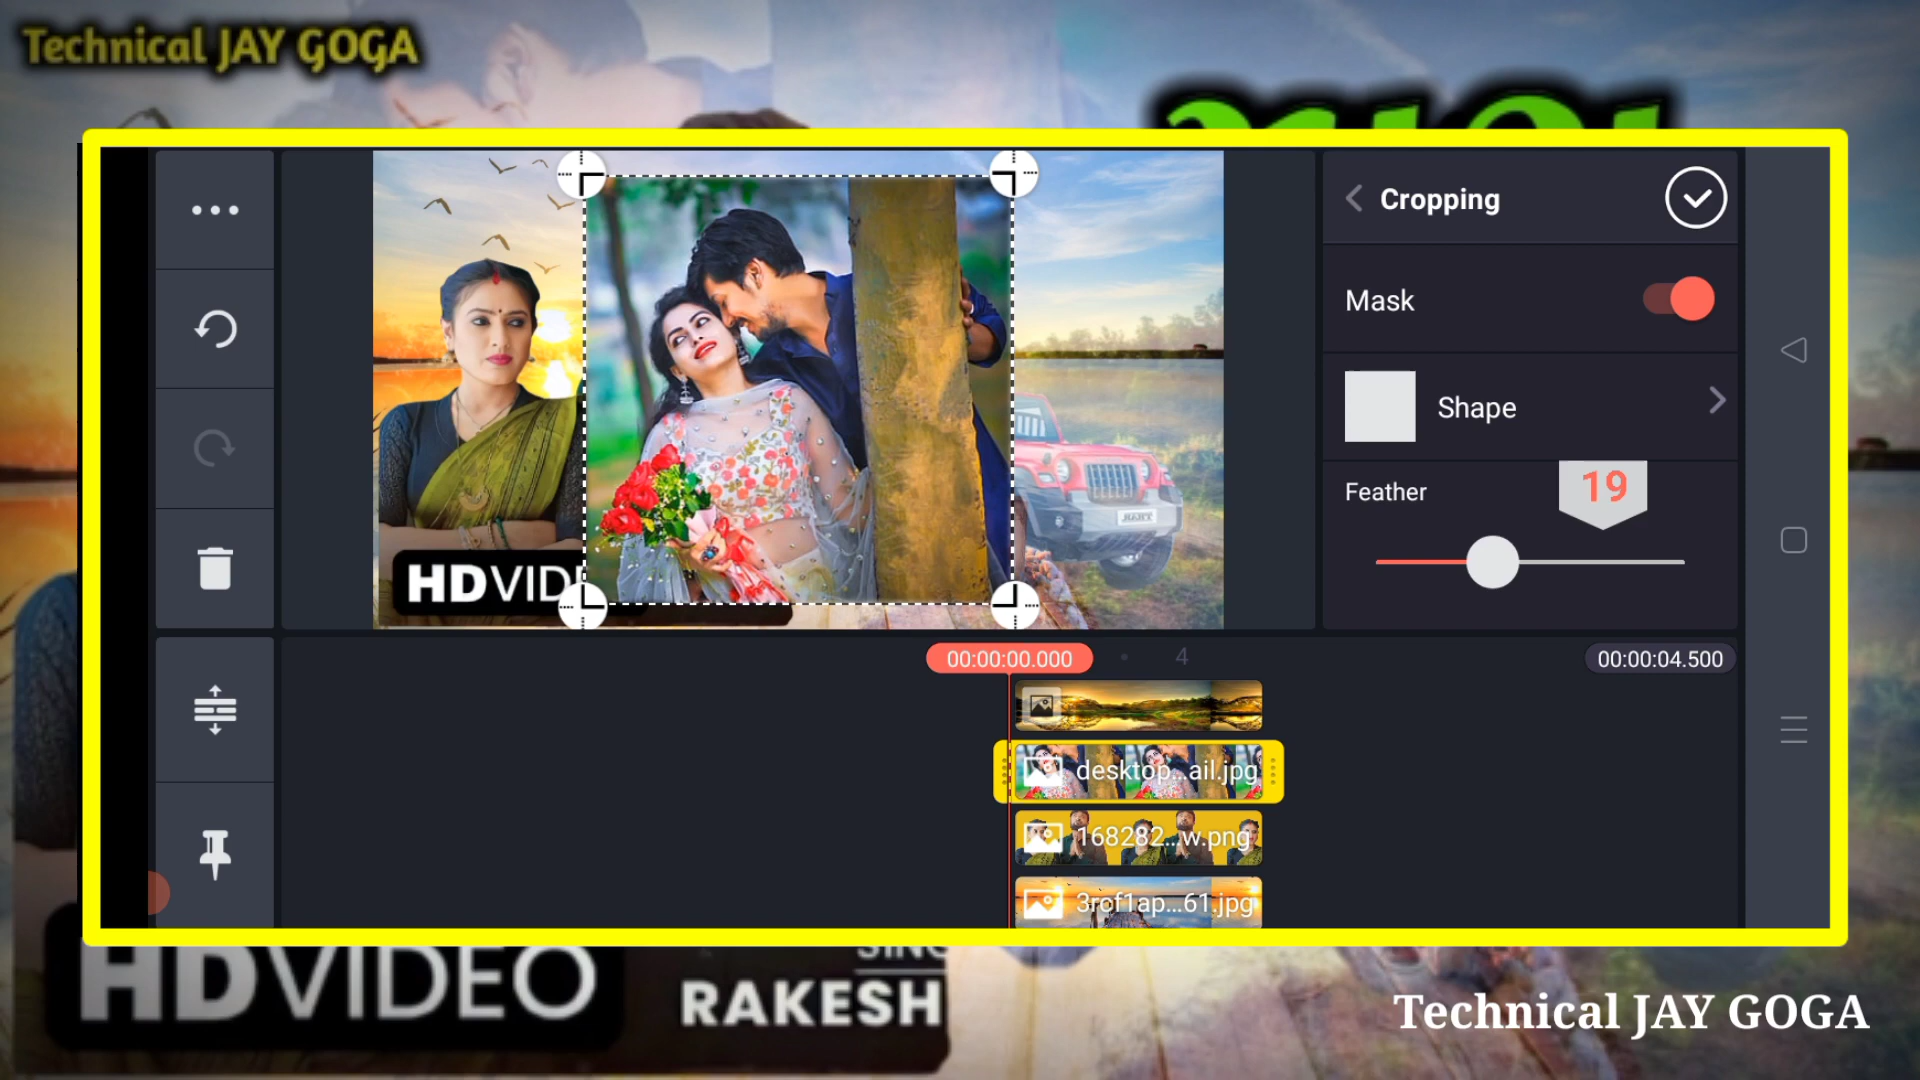 Technical JAY GOGA
Cropping
Mask
Shape
Feather
19
HDVID
00:00:00.000
4
00:00:04.500
desktop...ail.jpg
168282...w.png
3rof1ap...61.jpg
HDVIDEO
RAKESH
Technical JAY GOGA